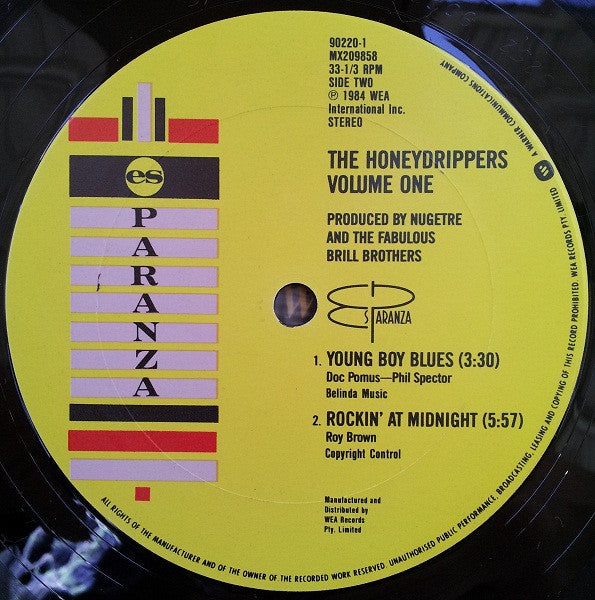 90220-1
MX209858
33-1/3 RPM
SIDE TWO
℗ 1984 WEA
International Inc.
STEREO
THE HONEYDRIPPERS
VOLUME ONE
PRODUCED BY NUGETRE
AND THE FABULOUS
BRILL BROTHERS
es
PARANZA
ES PARANZA
1. YOUNG BOY BLUES (3:30)
Doc Pomus—Phil Spector
Belinda Music
2. ROCKIN' AT MIDNIGHT (5:57)
Roy Brown
Copyright Control
Manufactured and
Distributed by
WEA Records
Pty. Limited
ALL RIGHTS OF THE MANUFACTURER AND OF THE OWNER OF THE RECORDED WORK RESERVED. UNAUTHORISED PUBLIC PERFORMANCE, BROADCASTING, LEASING AND COPYING OF THIS RECORD PROHIBITED. WEA RECORDS PTY. LIMITED
A WARNER COMMUNICATIONS COMPANY